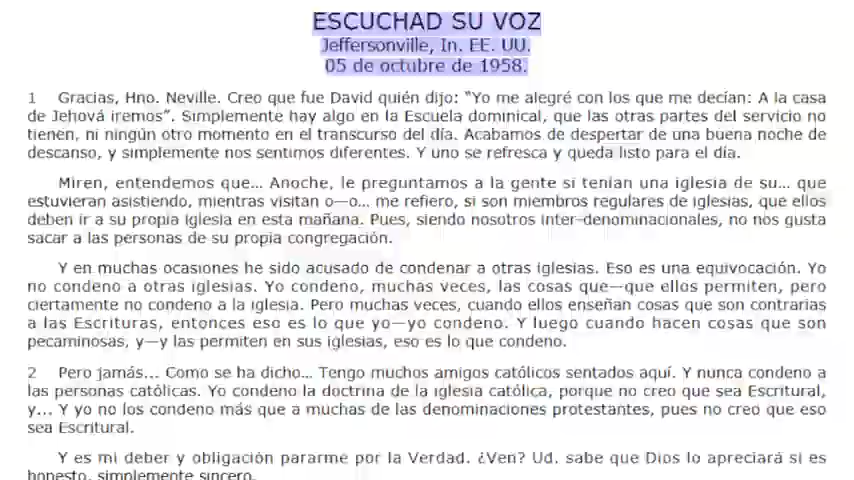 ESCUCHAD SU VOZ
Jeffersonville, In. EE. UU.
05 de octubre de 1958.
1 Gracias, Hno. Neville. Creo que fue David quién dijo: "Yo me alegré con los que me decían: A la casa
de Jehová iremos". Simplemente hay algo en la Escuela dominical, que las otras partes del servicio no
tienen, ni ningún otro momento en el transcurso del día. Acabamos de despertar de una buena noche de
descanso, y simplemente nos sentimos diferentes. Y uno se refresca y queda listo para el día.
Miren, entendemos que... Anoche, le preguntamos a la gente si tenían una iglesia de su... que
estuvieran asistiendo, mientras visitan o—o... me refiero, si son miembros regulares de iglesias, que ellos
deben ir a su propia iglesia en esta mañana. Pues, siendo nosotros inter-denominacionales, no nos gusta
sacar a las personas de su propia congregación.
Y en muchas ocasiones he sido acusado de condenar a otras iglesias. Eso es una equivocación. Yo
no condeno a otras iglesias. Yo condeno, muchas veces, las cosas que—que ellos permiten, pero
ciertamente no condeno a la iglesia. Pero muchas veces, cuando ellos enseñan cosas que son contrarias
a las Escrituras, entonces eso es lo que yo—yo condeno. Y luego cuando hacen cosas que son
pecaminosas, y—y las permiten en sus iglesias, eso es lo que condeno.
2 Pero jamás... Como se ha dicho... Tengo muchos amigos católicos sentados aquí. Y nunca condeno a
las personas católicas. Yo condeno la doctrina de la iglesia católica, porque no creo que sea Escritural,
y... Y yo no los condeno más que a muchas de las denominaciones protestantes, pues no creo que eso
sea Escritural.
Y es mi deber y obligación pararme por la Verdad. ¿Ven? Ud. sabe que Dios lo apreciará si es
honesto, simplemente sincero.